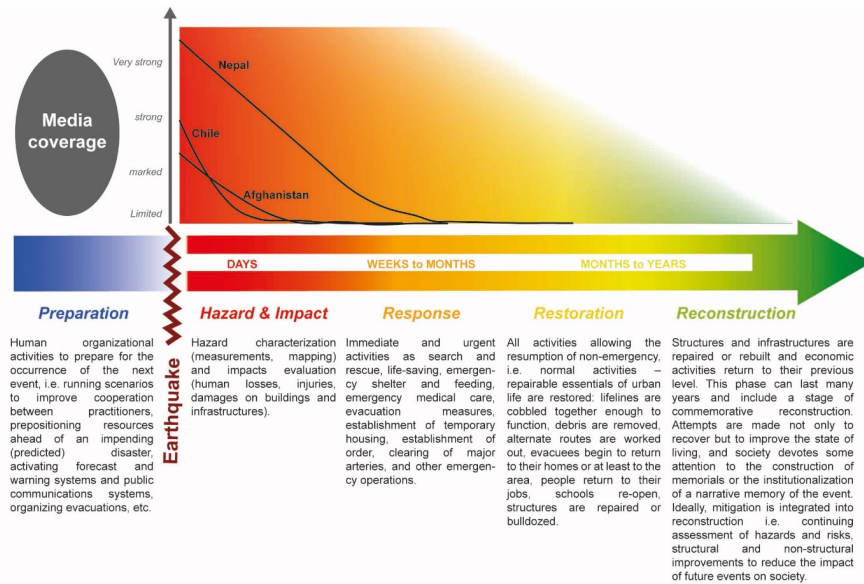 Media
coverage
Very strong
strong
marked
Limited
Nepal
Chile
Afghanistan
DAYS
WEEKS to MONTHS
MONTHS to YEARS
Earthquake
Preparation
Human organizational
activities to prepare for the
occurrence of the next
event, i.e. running scenarios
to improve cooperation
between practitioners,
prepositioning resources
ahead of an impending
(predicted) disaster,
activating forecast and
warning systems and public
communications systems,
organizing evacuations, etc.
Hazard & Impact
Hazard characterization
(measurements, mapping)
and impacts evaluation
(human losses, injuries,
damages on buildings and
infrastructures).
Response
Immediate and urgent
activities as search and
rescue, life-saving, emergen-
cy shelter and feeding,
emergency medical care,
evacuation measures,
establishment of temporary
housing, establishment of
order, clearing of major
arteries, and other emergen-
cy operations.
Restoration
All activities allowing the
resumption of non-emergency,
i.e. normal activities –
repairable essentials of urban
life are restored: lifelines are
cobbled together enough to
function, debris are removed,
alternate routes are worked
out, evacuees begin to return
to their homes or at least to the
area, people return to their
jobs, schools re-open,
structures are repaired or
bulldozed.
Reconstruction
Structures and infrastructures are
repaired or rebuilt and economic
activities return to their previous
level. This phase can last many
years and include a stage of
commemorative reconstruction.
Attempts are made not only to
recover but to improve the state of
living, and society devotes some
attention to the construction of
memorials or the institutionalization
of a narrative memory of the event.
Ideally, mitigation is integrated into
reconstruction i.e. continuing
assessment of hazards and risks,
structural and non-structural
improvements to reduce the impact
of future events on society.